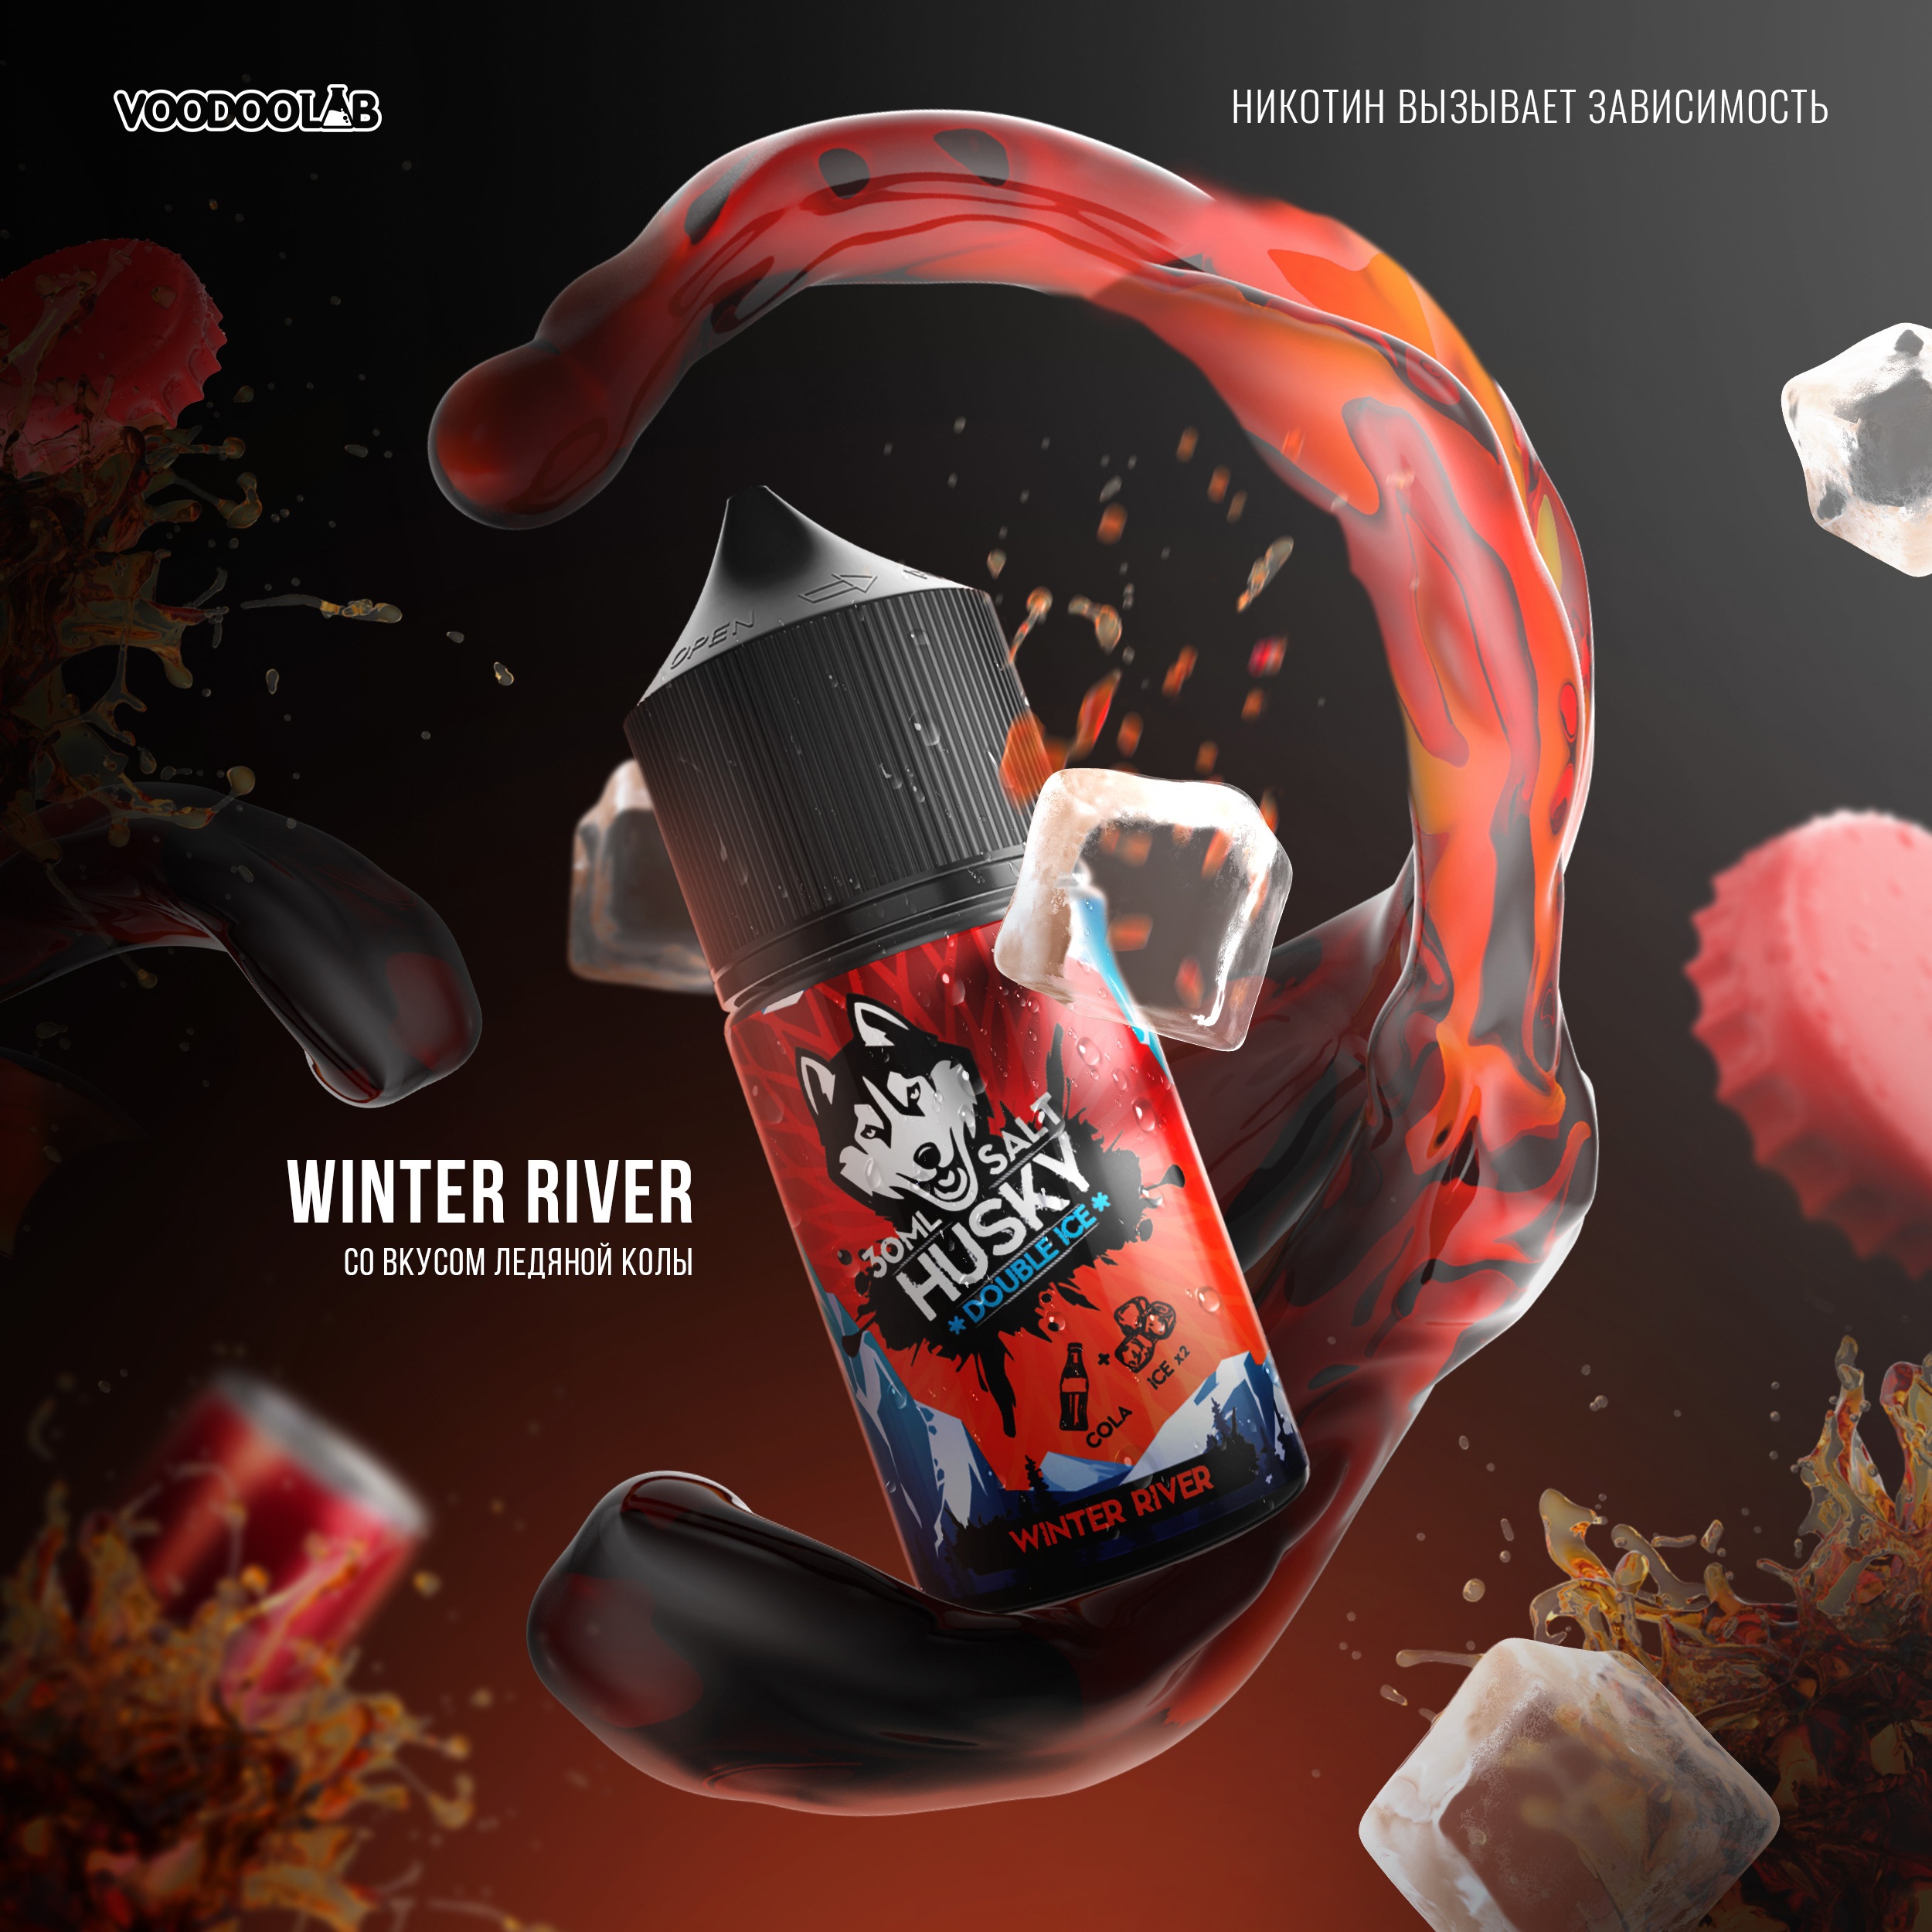 VOODOOLAB
НИКОТИН ВЫЗЫВАЕТ ЗАВИСИМОСТЬ
OPEN
SALT
30ML
HUSKY
*DOUBLE ICE*
COLA
+
ICE x2
WINTER RIVER
WINTER RIVER
СО ВКУСОМ ЛЕДЯНОЙ КОЛЫ